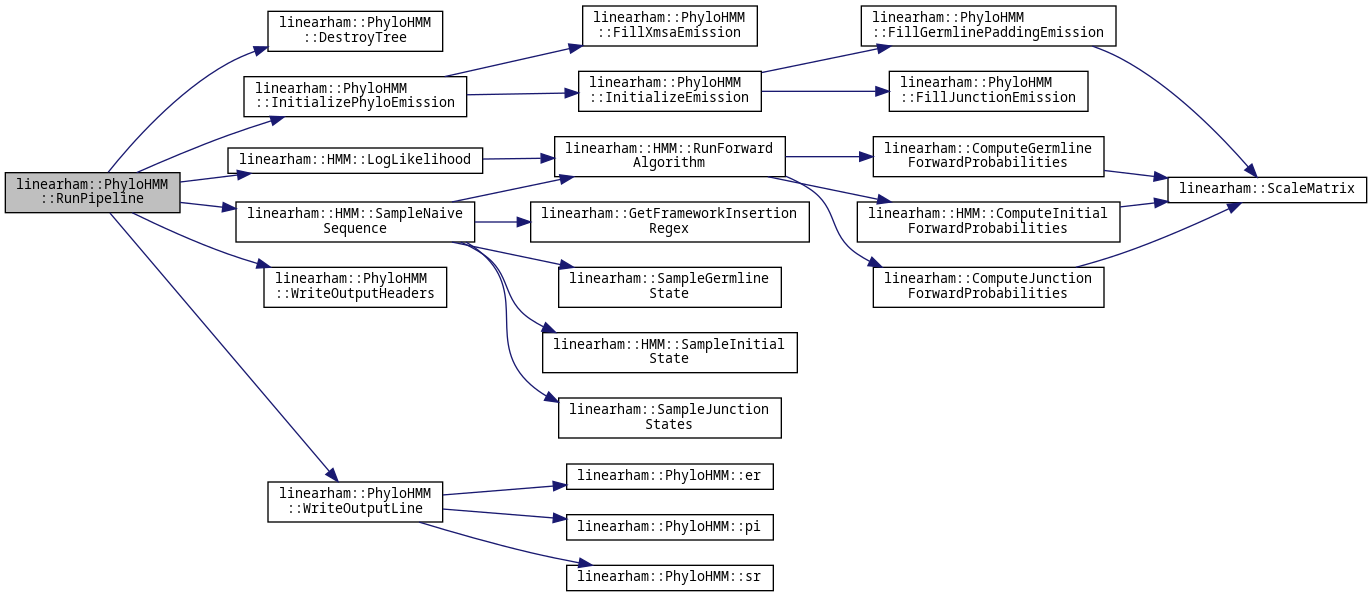 linearham::PhyloHMM
::RunPipeline
linearham::PhyloHMM
::DestroyTree
linearham::PhyloHMM
::InitializePhyloEmission
linearham::HMM::LogLikelihood
linearham::HMM::SampleNaive
Sequence
linearham::PhyloHMM
::WriteOutputHeaders
linearham::PhyloHMM
::WriteOutputLine
linearham::PhyloHMM
::FillXmsaEmission
linearham::PhyloHMM
::InitializeEmission
linearham::HMM::RunForward
Algorithm
linearham::GetFrameworkInsertion
Regex
linearham::SampleGermline
State
linearham::HMM::SampleInitial
State
linearham::SampleJunction
States
linearham::PhyloHMM::er
linearham::PhyloHMM::pi
linearham::PhyloHMM::sr
linearham::PhyloHMM
::FillGermlinePaddingEmission
linearham::PhyloHMM
::FillJunctionEmission
linearham::ComputeGermline
ForwardProbabilities
linearham::HMM::ComputeInitial
ForwardProbabilities
linearham::ComputeJunction
ForwardProbabilities
linearham::ScaleMatrix